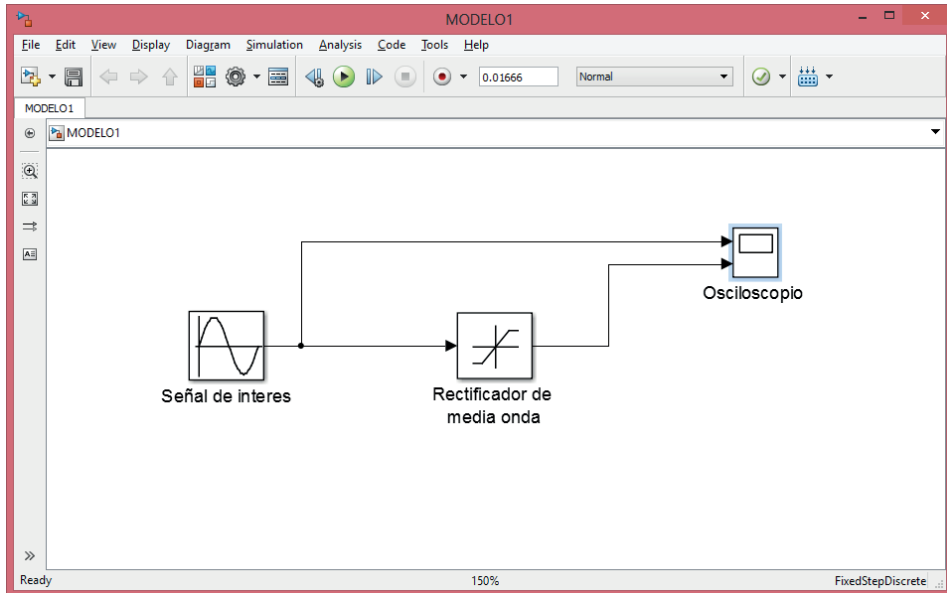 MODELO1
File Edit View Display Diagram Simulation Analysis Code Tools Help
0.01666 Normal
MODELO1
MODELO1
Osciloscopio
Señal de interes
Rectificador de
media onda
Ready 150% FixedStepDiscrete